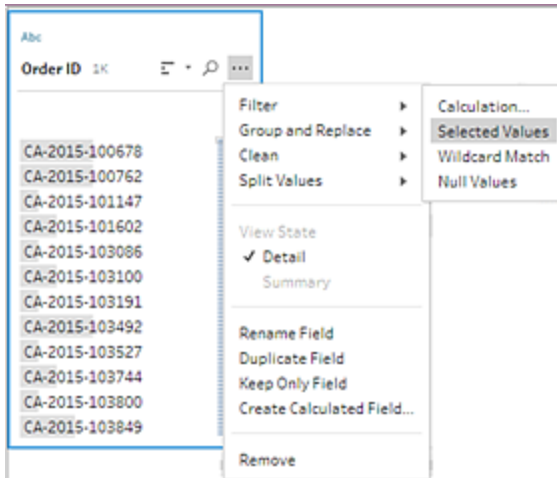 Abc
Order ID 1K
CA-2015-100678
CA-2015-100762
CA-2015-101147
CA-2015-101602
CA-2015-103086
CA-2015-103100
CA-2015-103191
CA-2015-103492
CA-2015-103527
CA-2015-103744
CA-2015-103800
CA-2015-103849
Filter
Group and Replace
Clean
Split Values
View State
Detail
Summary
Rename Field
Duplicate Field
Keep Only Field
Create Calculated Field...
Remove
Calculation...
Selected Values
Wildcard Match
Null Values